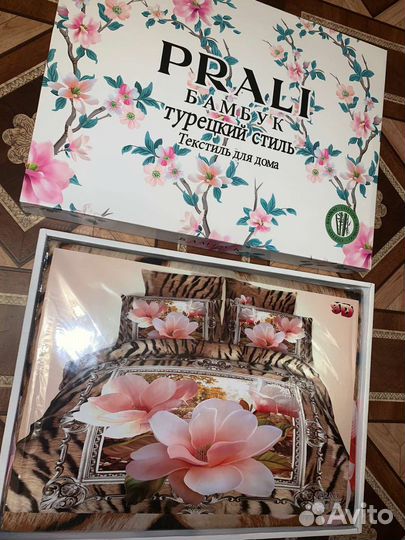 PRALI
БАМБУК
ТУРЕЦКИЙ СТИЛЬ
Текстиль для дома
3D
Avito